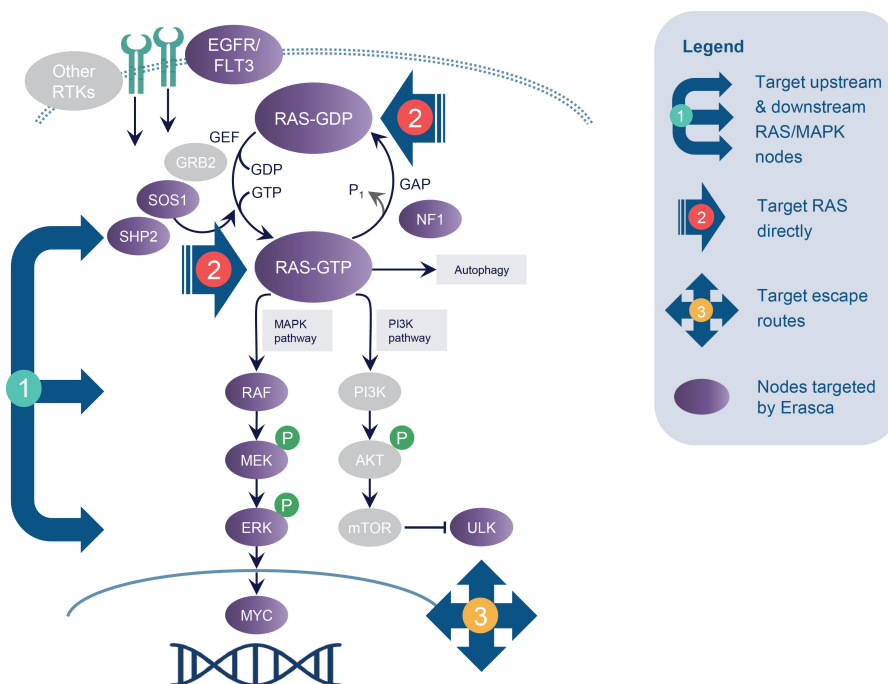 EGFR/
FLT3
Other
RTKs
RAS-GDP
2
GEF
GDP
GTP
GRB2
SOS1
SHP2
P1
GAP
NF1
2
RAS-GTP
Autophagy
MAPK
pathway
PI3K
pathway
1
RAF
PI3K
P
MEK
P
AKT
P
ERK
mTOR
ULK
MYC
3
Legend
1
Target upstream
& downstream
RAS/MAPK
nodes
2
Target RAS
directly
3
Target escape
routes
Nodes targeted
by Erasca